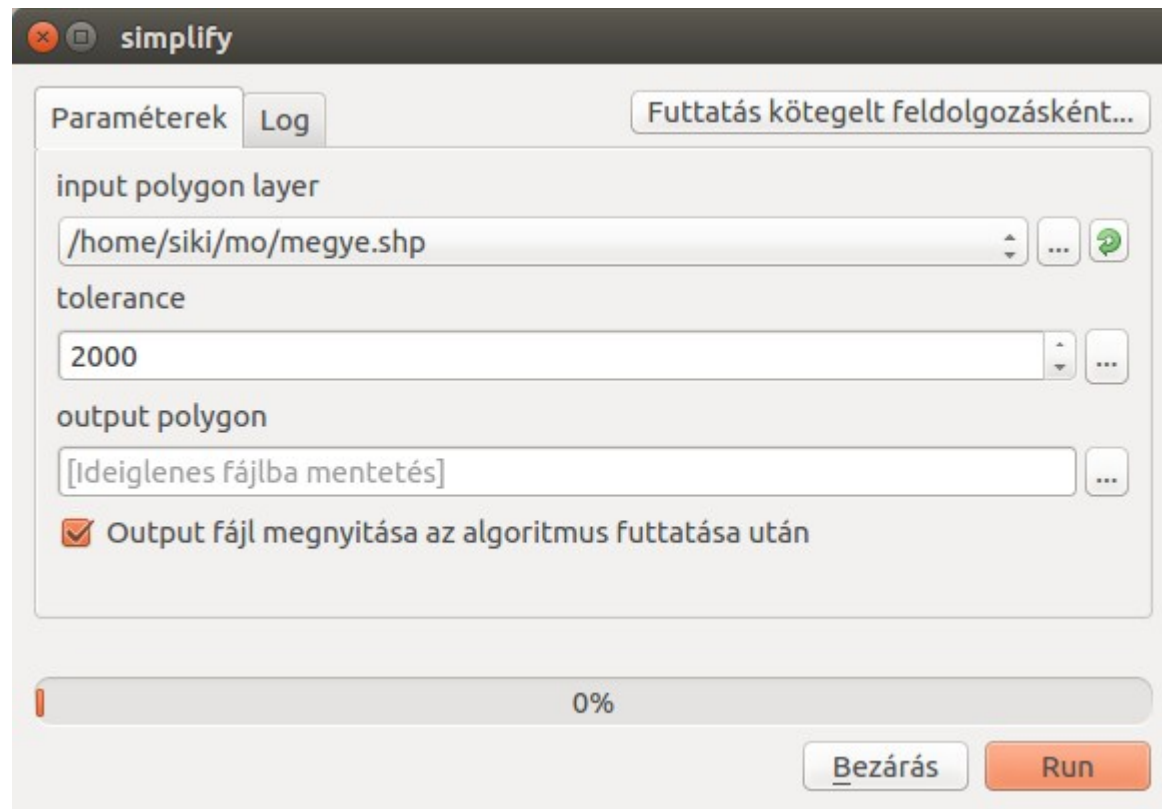 simplify
Paraméterek Log Futtatás kötegelt feldolgozásként...
input polygon layer
/home/siki/mo/megye.shp ...
tolerance
2000 ...
output polygon
[Ideiglenes fájlba mentetés] ...
Output fájl megnyitása az algoritmus futtatása után
0%
Bezárás Run